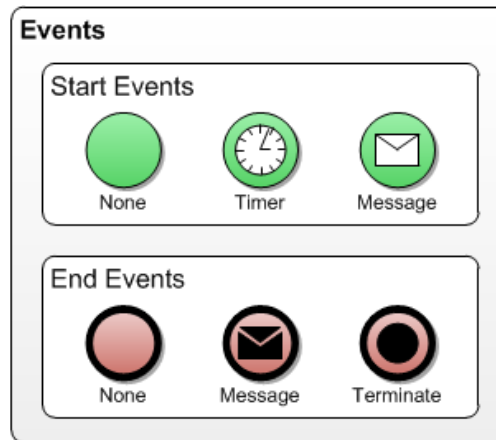 Events
Start Events
None Timer Message
End Events
None Message Terminate